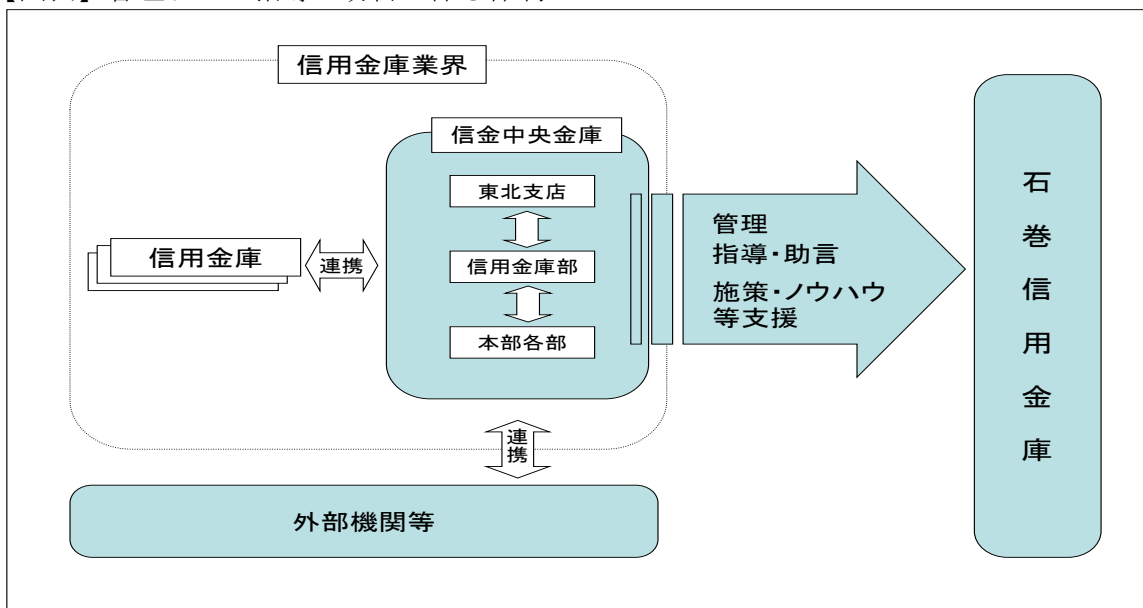 信用金庫業界
信金中央金庫
東北支店
信用金庫
連携
信用金庫部
本部各部
管理
指導・助言
施策・ノウハウ
等支援
石巻信用金庫
連携
外部機関等